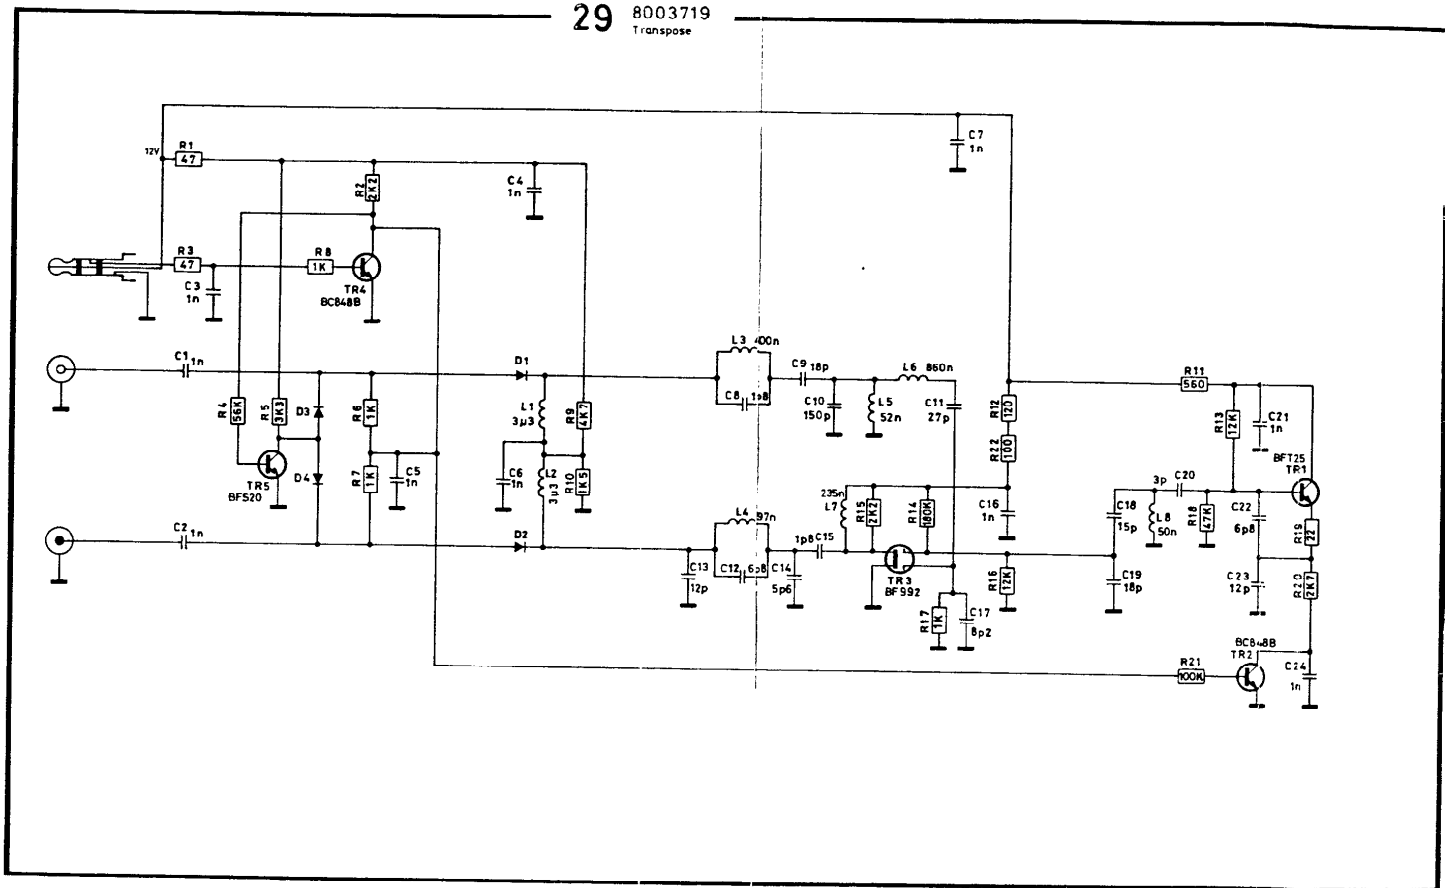 29 8003719
Transpose
12V
R1
47
R2
2K2
C4
1n
C7
1n
R3
47
C3
1n
R8
1K
TR4
BC848B
C1 1n
D1
L3 400n
C8 1p8
C9 18p
C10
150p
L5
52n
L6 860n
C11
27p
R11
560
R4
56K
R5
3K3
D3
R6
1K
L1
3µ3
R9
4K7
R12
120
R22
100
R13
12K
C21
1n
TR5
BF520
D4
R7
1K
C5
1n
C6
1n
L2
3µ3
R10
1K5
BFT25
TR1
C2 1n
D2
L4 97n
C12 6p8
C13
12p
C14
5p6
1p8 C15
235n
L7
R15
2K2
R14
180K
C16
1n
TR3
BF992
R16
12K
R17
1K
C17
8p2
C18
15p
C19
18p
3p C20
L8
50n
R18
47K
C22
6p8
R19
22
C23
12p
R20
2K7
BC848B
TR2
R21
100K
C24
1n